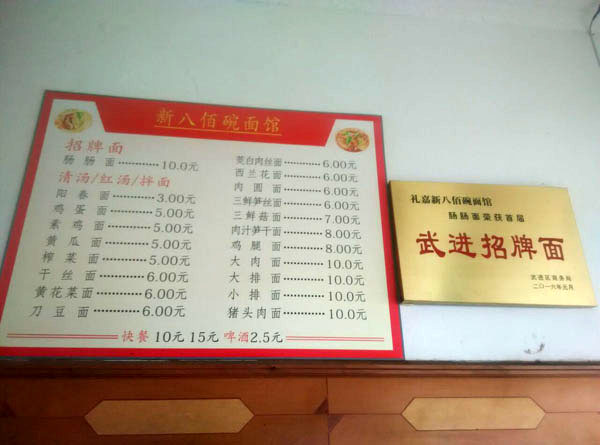 新八佰碗面馆
招牌面
肠肠面············10.0元
清汤/红汤/拌面
阳春面············3.00元
鸡蛋面············5.00元
素鸡面············5.00元
黄瓜面············5.00元
榨菜面············5.00元
干丝面············6.00元
黄花菜面············6.00元
刀豆面············6.00元
茭白肉丝面············6.00元
西兰花面············6.00元
肉圆面············6.00元
三鲜笋丝面············6.00元
三鲜菇面············7.00元
肉汁笋干面············8.00元
鸡腿面············8.00元
大肉面············10.0元
大排面············10.0元
小排面············10.0元
猪头肉面············10.0元
快餐 10元 15元 啤酒2.5元
礼嘉新八佰碗面馆
肠肠面荣获首届
武进招牌面
武进区商务局
二〇一六年元月